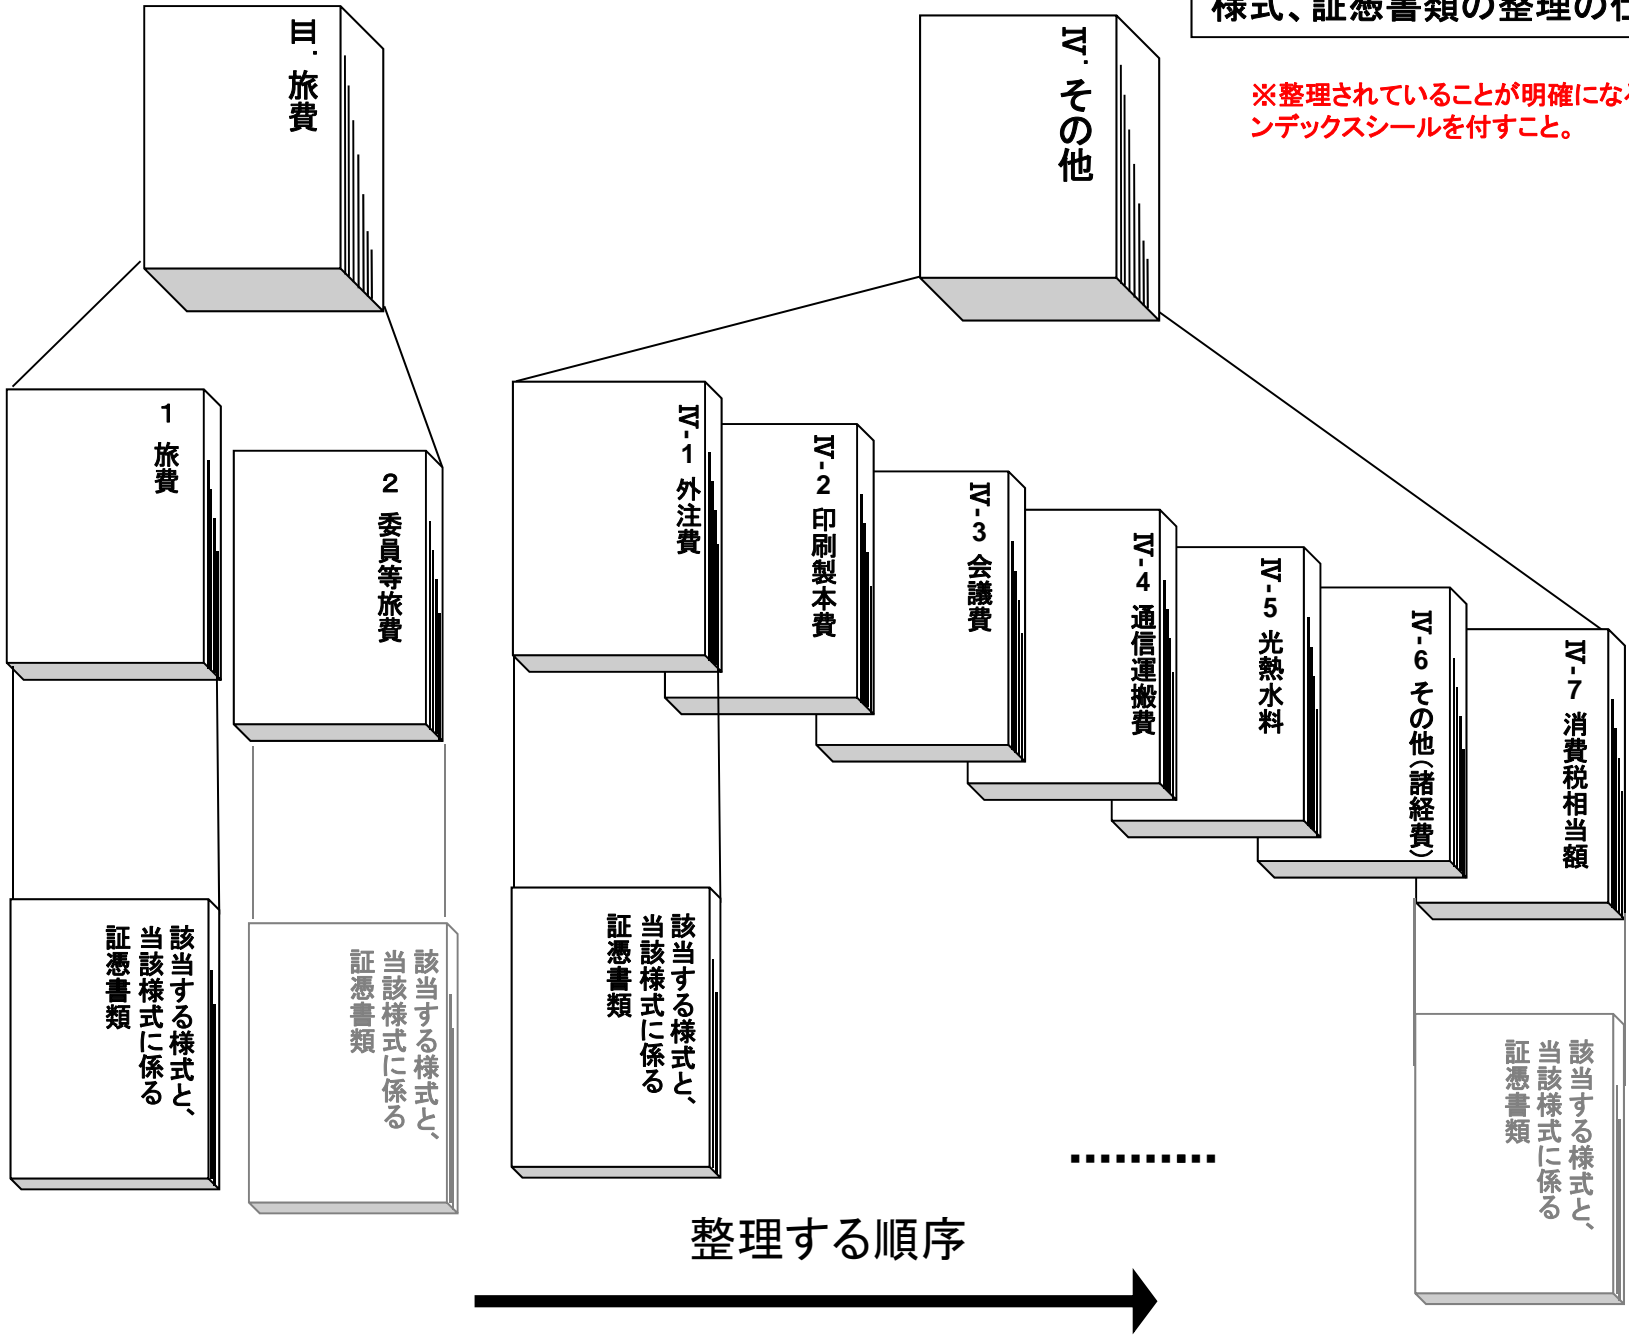 様式、証憑書類の整理の仕
※整理されていることが明確になる
ンデックスシールを付すこと。
Ⅲ．旅費
Ⅳ．その他
1 旅費
2 委員等旅費
Ⅳ-1 外注費
Ⅳ-2 印刷製本費
Ⅳ-3 会議費
Ⅳ-4 通信運搬費
Ⅳ-5 光熱水料
Ⅳ-6 その他（諸経費）
Ⅳ-7 消費税相当額
該当する様式と、
当該様式に係る
証憑書類
該当する様式と、
当該様式に係る
証憑書類
該当する様式と、
当該様式に係る
証憑書類
該当する様式と、
当該様式に係る
証憑書類
整理する順序